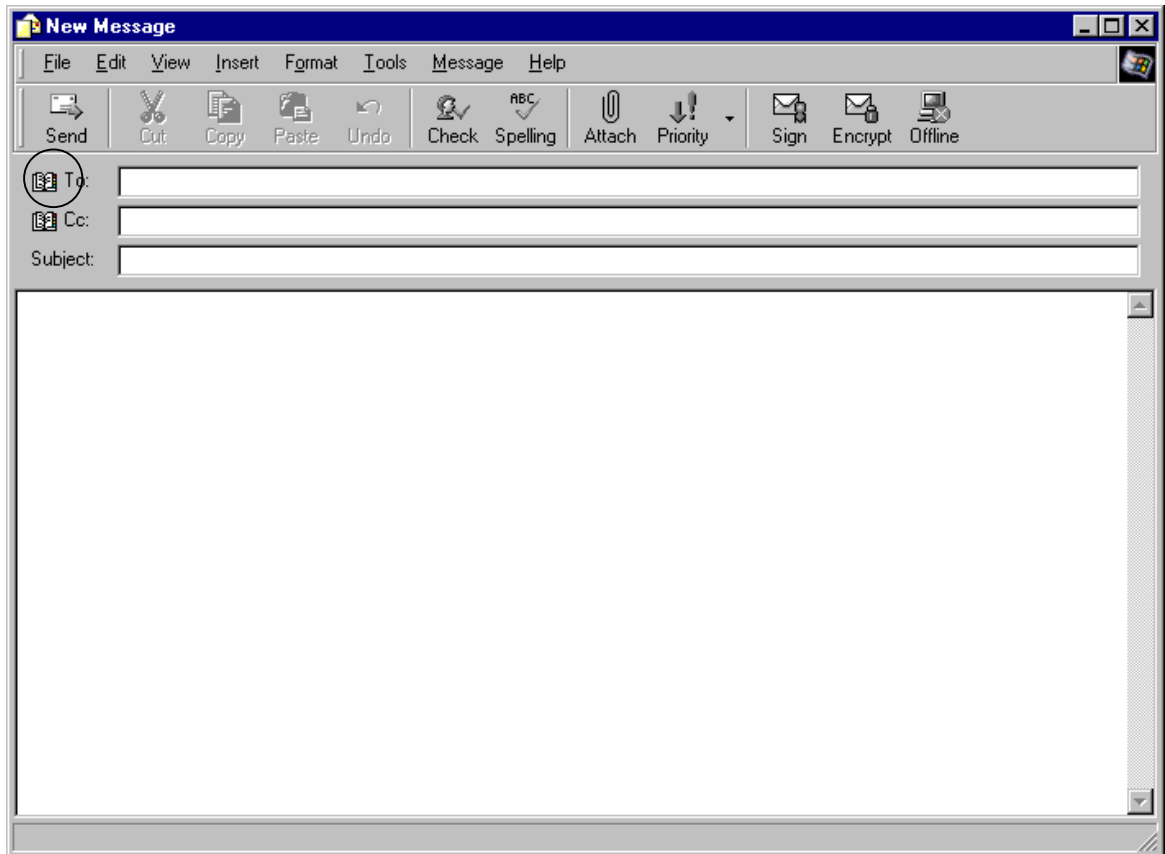 New Message
File Edit View Insert Format Tools Message Help
ABC
Send Cut Copy Paste Undo Check Spelling Attach Priority Sign Encrypt Offline
To:
Cc:
Subject: